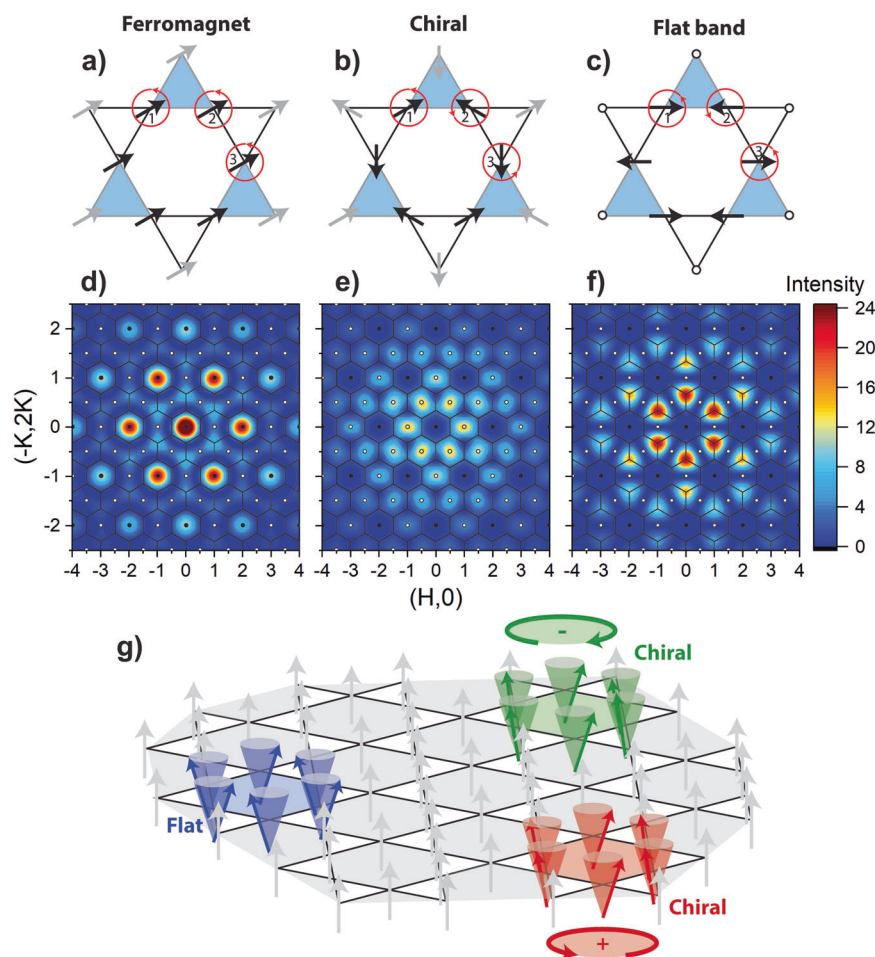 Ferromagnet Chiral Flat band
a) b) c)
1 2 1 2 1 2
3 3 3
d) e) f) Intensity
2 24
1 20
0 16
-1 12
-2 8
4
0
(-K,2K)
-4 -3 -2 -1 0 1 2 3 4 -4 -3 -2 -1 0 1 2 3 4 -4 -3 -2 -1 0 1 2 3 4
(H,0)
g)
-
Chiral
Flat
Chiral
+